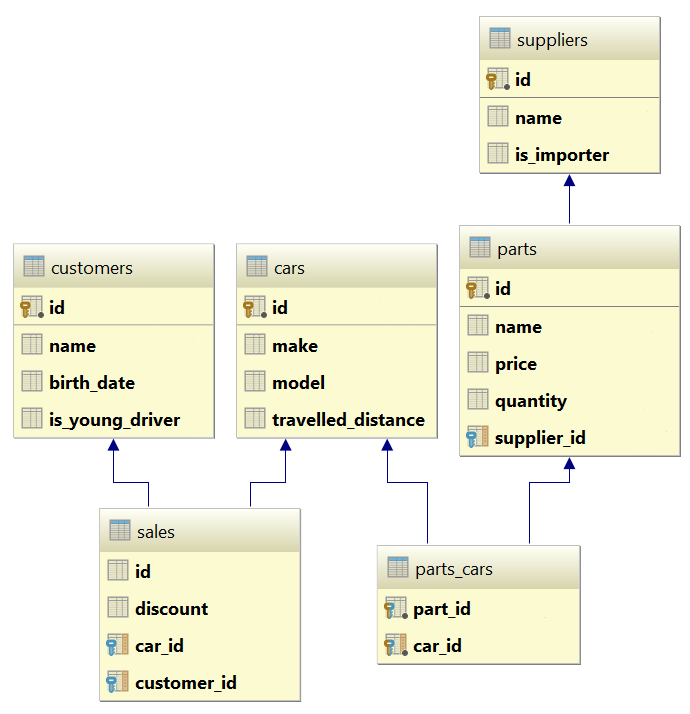 suppliers
id
name
is_importer
customers
id
name
birth_date
is_young_driver
cars
id
make
model
travelled_distance
parts
id
name
price
quantity
supplier_id
sales
id
discount
car_id
customer_id
parts_cars
part_id
car_id